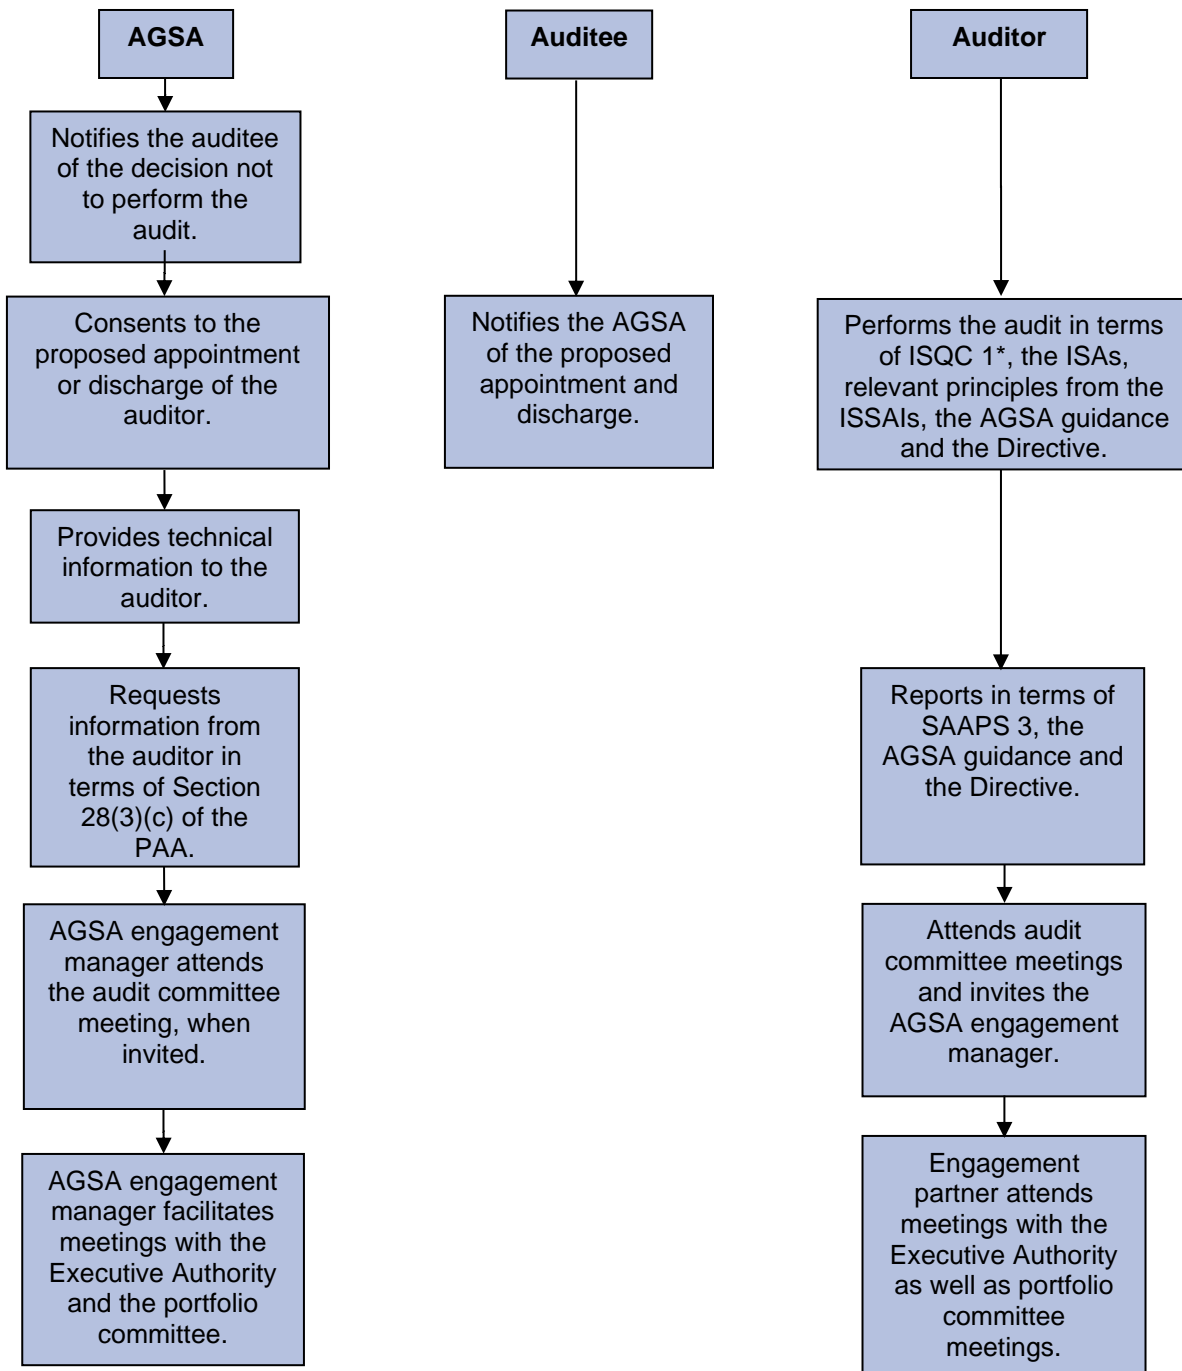 AGSA
Notifies the auditee
of the decision not
to perform the
audit.
Consents to the
proposed appointment
or discharge of the
auditor.
Provides technical
information to the
auditor.
Requests
information from
the auditor in
terms of Section
28(3)(c) of the
PAA.
AGSA engagement
manager attends
the audit committee
meeting, when
invited.
AGSA engagement
manager facilitates
meetings with the
Executive Authority
and the portfolio
committee.
Auditee
Notifies the AGSA
of the proposed
appointment and
discharge.
Auditor
Performs the audit in terms
of ISQC 1*, the ISAs,
relevant principles from the
ISSAIs, the AGSA guidance
and the Directive.
Reports in terms of
SAAPS 3, the
AGSA guidance and
the Directive.
Attends audit
committee meetings
and invites the
AGSA engagement
manager.
Engagement
partner attends
meetings with the
Executive Authority
as well as portfolio
committee
meetings.